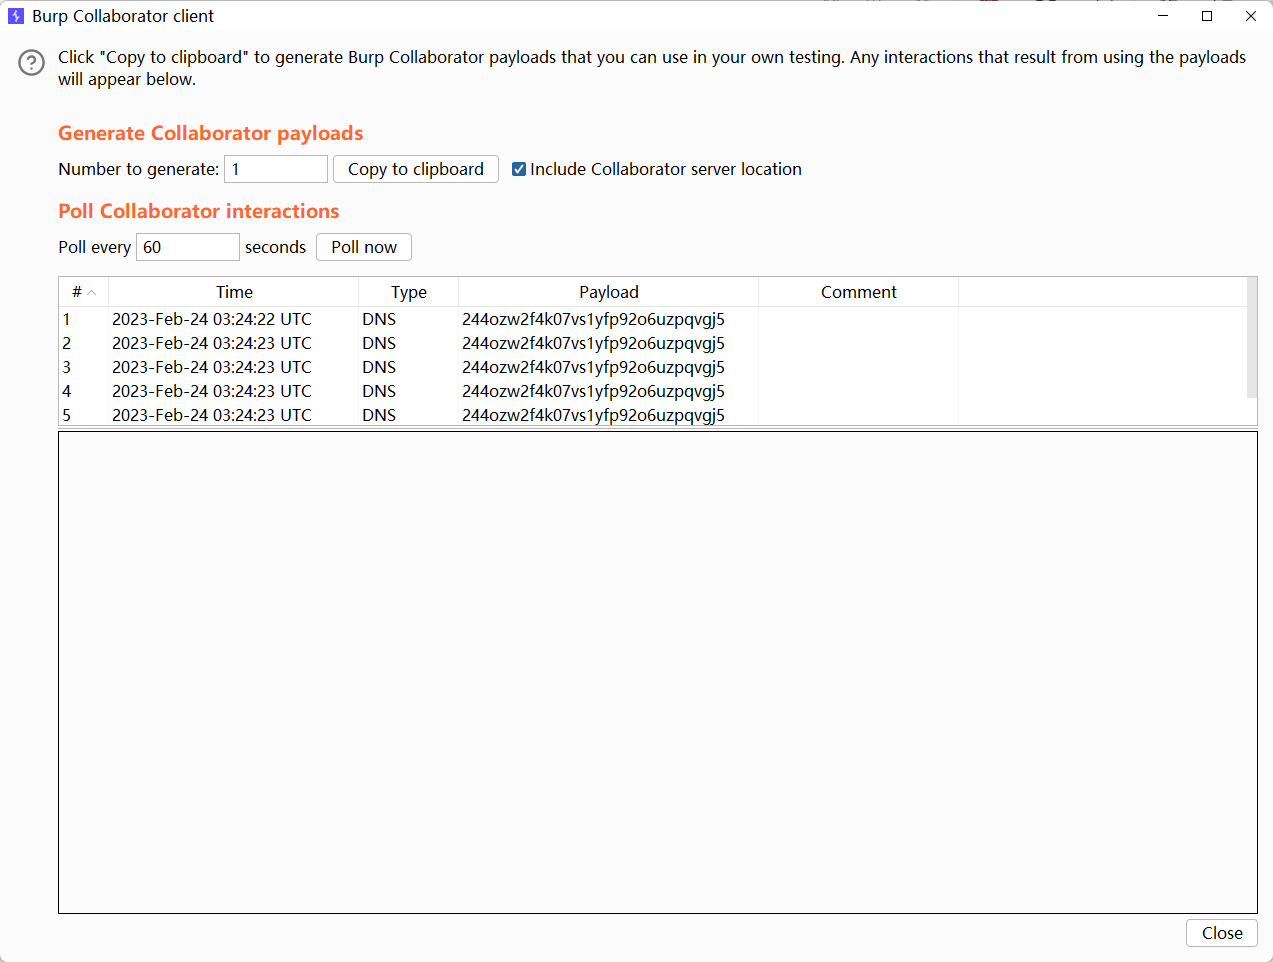 Burp Collaborator client
Click "Copy to clipboard" to generate Burp Collaborator payloads that you can use in your own testing. Any interactions that result from using the payloads
will appear below.
Generate Collaborator payloads
Number to generate: 1 Copy to clipboard Include Collaborator server location
Poll Collaborator interactions
Poll every 60 seconds Poll now
# Time Type Payload Comment
1 2023-Feb-24 03:24:22 UTC DNS 244ozw2f4k07vs1yfp92o6uzpqvgj5
2 2023-Feb-24 03:24:23 UTC DNS 244ozw2f4k07vs1yfp92o6uzpqvgj5
3 2023-Feb-24 03:24:23 UTC DNS 244ozw2f4k07vs1yfp92o6uzpqvgj5
4 2023-Feb-24 03:24:23 UTC DNS 244ozw2f4k07vs1yfp92o6uzpqvgj5
5 2023-Feb-24 03:24:23 UTC DNS 244ozw2f4k07vs1yfp92o6uzpqvgj5
Close